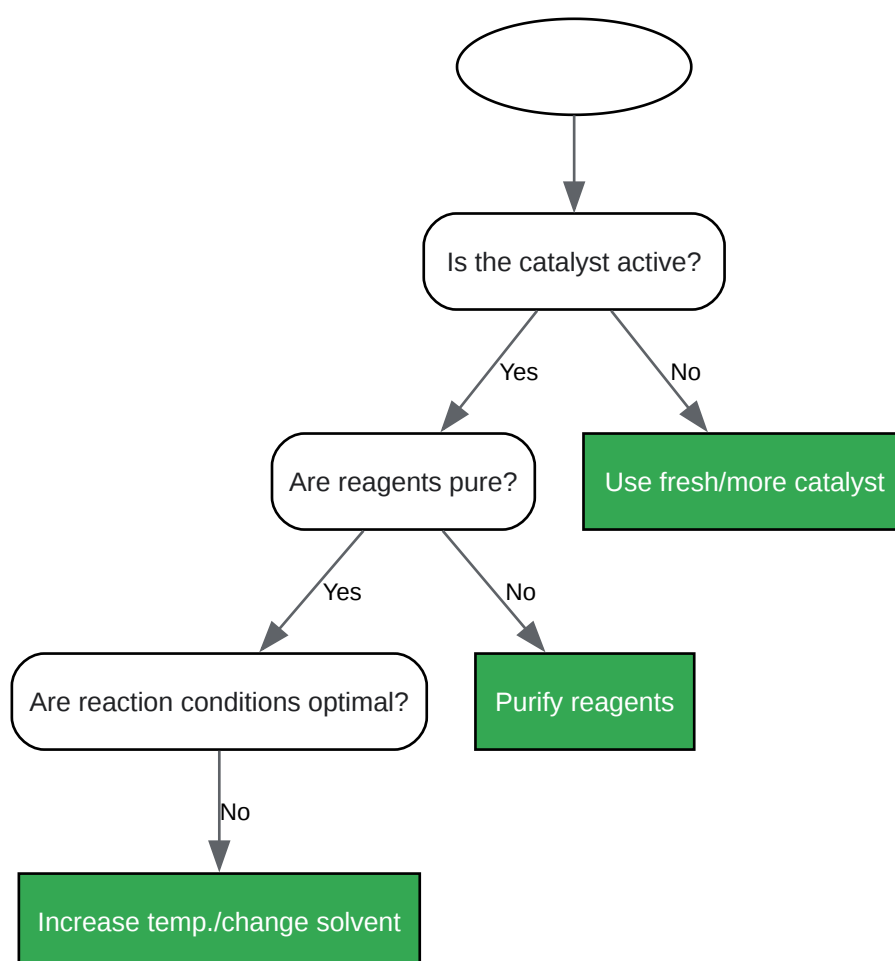 Is the catalyst active?
Yes
No
Are reagents pure?
Use fresh/more catalyst
Yes
No
Are reaction conditions optimal?
Purify reagents
No
Increase temp./change solvent